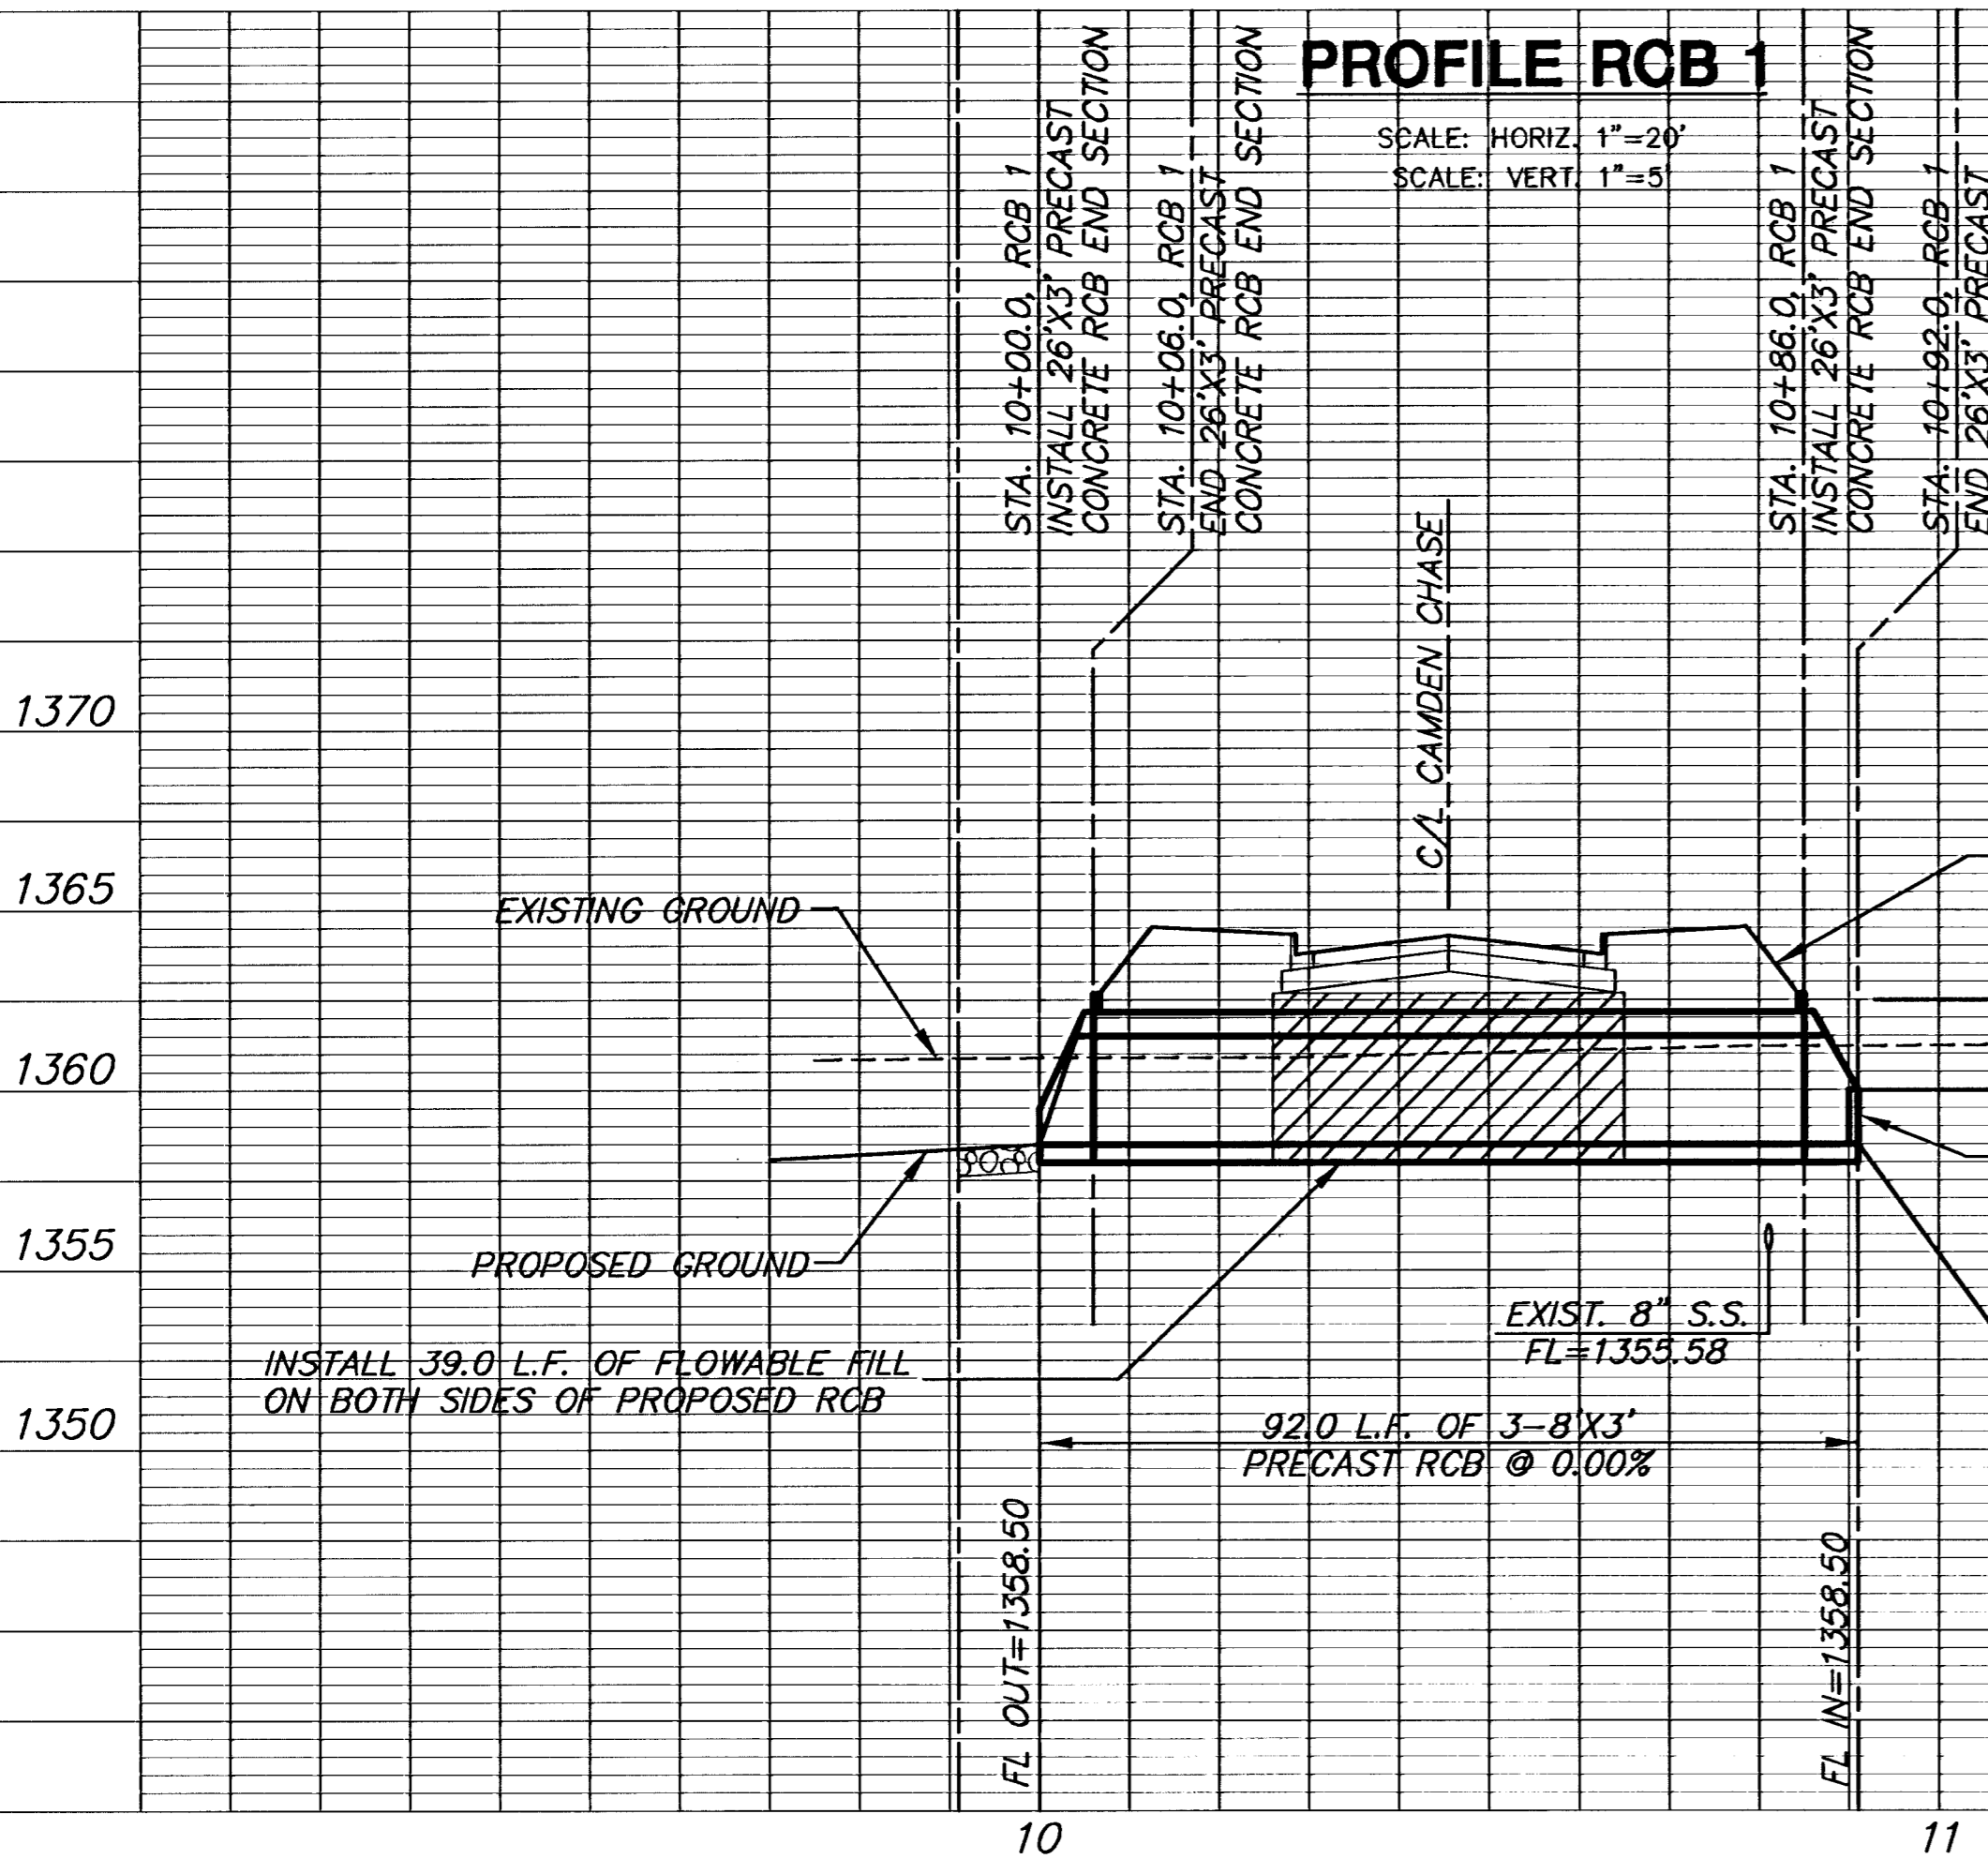 PROFILE RCB 1
SCALE: HORIZ. 1"=20'
SCALE: VERT. 1"=5'
STA. 10+00.0, RCB 1
INSTALL 26'X3' PRECAST
CONCRETE RCB END SECTION
STA. 10+06.0, RCB 1
END 26'X3' PRECAST
CONCRETE RCB END SECTION
C/L CAMDEN CHASE
STA. 10+86.0, RCB 1
INSTALL 26'X3' PRECAST
CONCRETE RCB END SECTION
STA. 10+92.0, RCB 1
END 26'X3' PRECAST
1370
1365
EXISTING GROUND
1360
1355
PROPOSED GROUND
EXIST. 8" S.S.
FL=1355.58
INSTALL 39.0 L.F. OF FLOWABLE FILL
ON BOTH SIDES OF PROPOSED RCB
1350
92.0 L.F. OF 3-8'X3'
PRECAST RCB @ 0.00%
FL OUT=1358.50
FL IN=1358.50
10
11